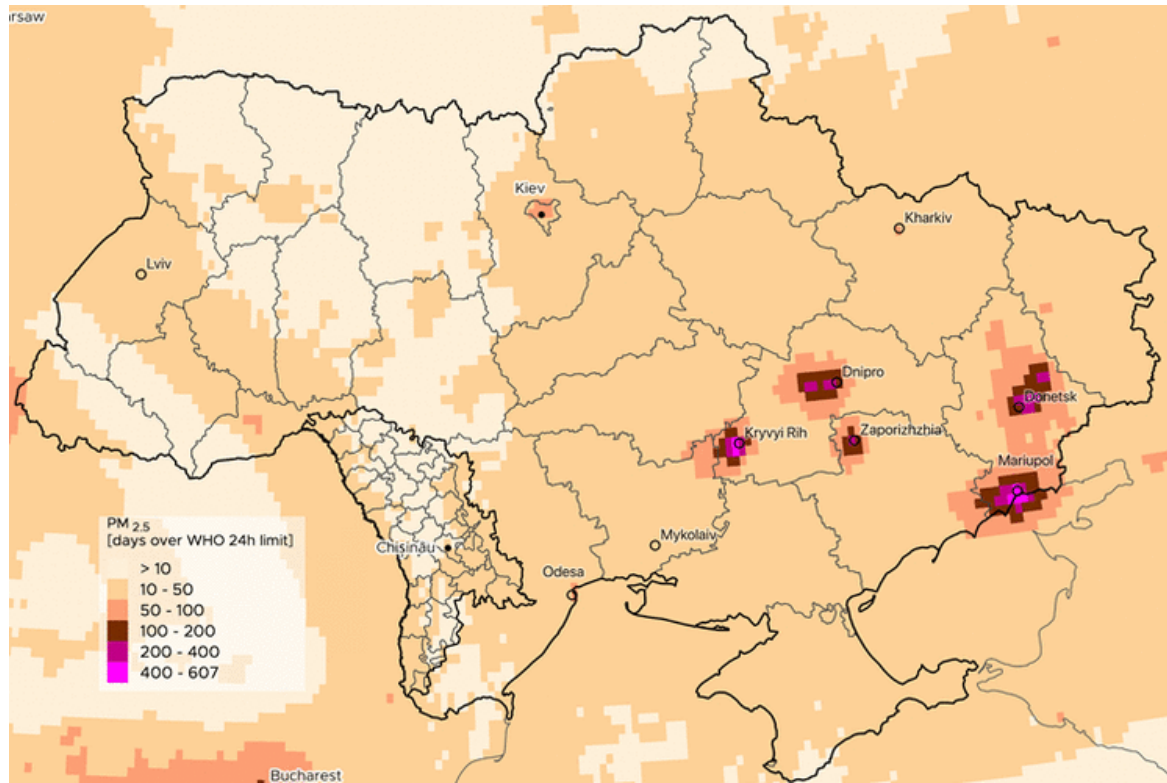 rsaw
Kiev
Kharkiv
Lviv
Dnipro
Donetsk
Kryvyi Rih
Zaporizhzhia
Mariupol
PM 2.5
[days over WHO 24h limit]
> 10
10 - 50
50 - 100
100 - 200
200 - 400
400 - 607
Chișinău
Mykolaiv
Odesa
Bucharest